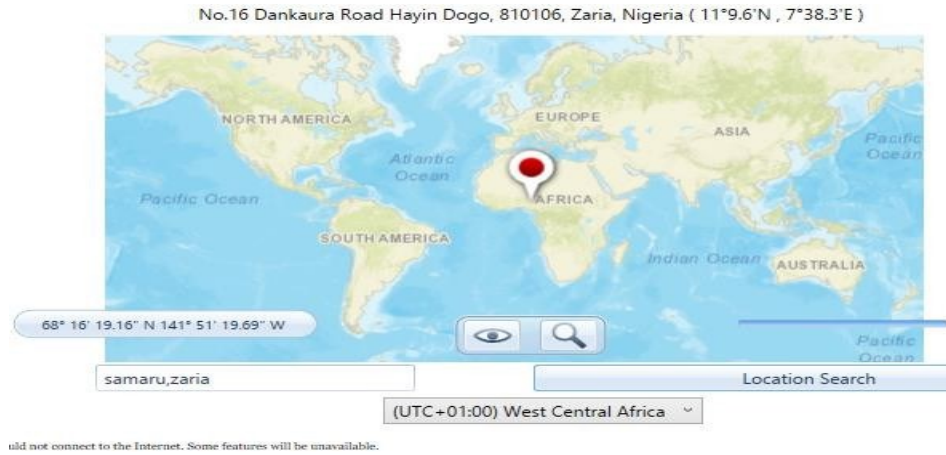 No.16 Dankaura Road Hayin Dogo, 810106, Zaria, Nigeria ( 11°9.6'N , 7°38.3'E )
NORTH AMERICA
EUROPE
ASIA
Pacific
Ocean
Atlantic
Ocean
Pacific Ocean
AFRICA
SOUTH AMERICA
Indian Ocean
AUSTRALIA
68° 16' 19.16" N 141° 51' 19.69" W
Pacific
Ocean
samaru,zaria
Location Search
(UTC+01:00) West Central Africa
uld not connect to the Internet. Some features will be unavailable.